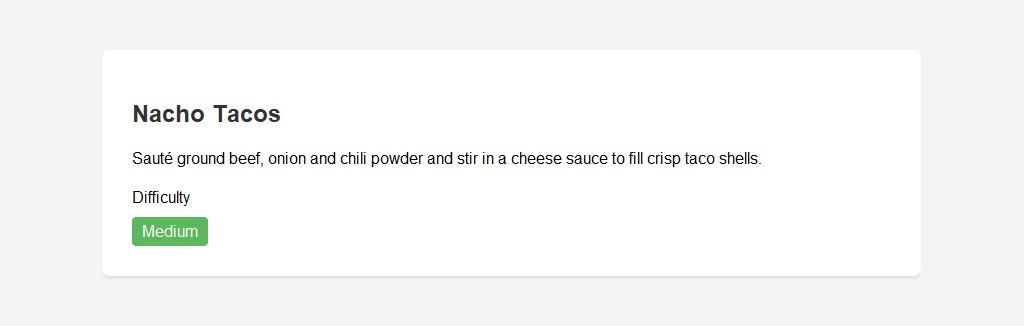 Nacho Tacos
Sauté ground beef, onion and chili powder and stir in a cheese sauce to fill crisp taco shells.
Difficulty
Medium